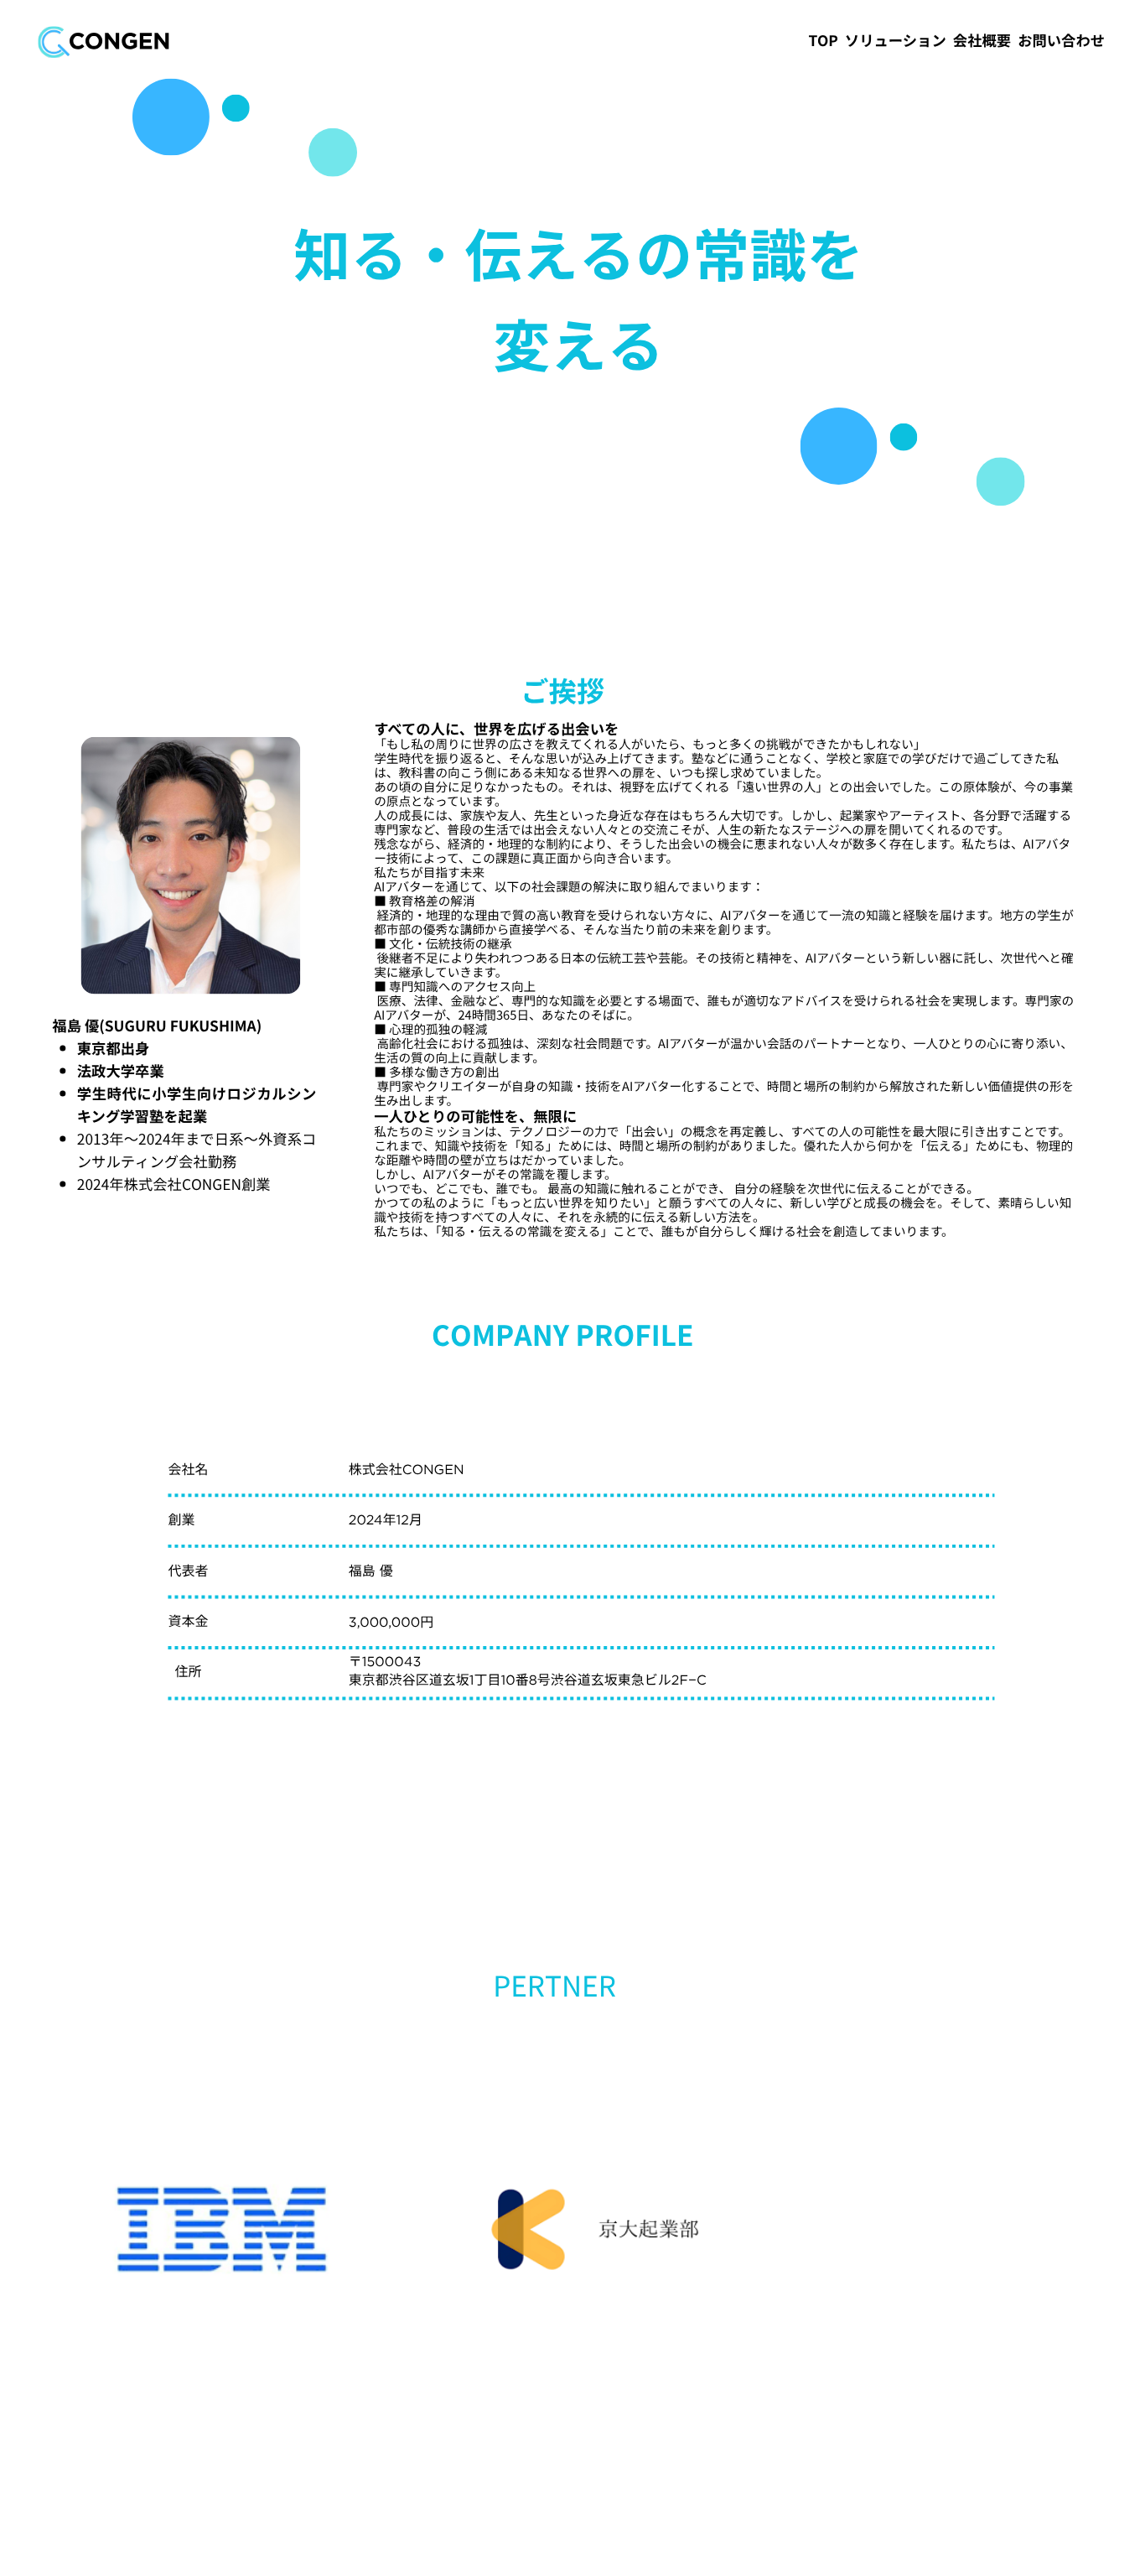 CONGEN
TOP ソリューション 会社概要 お問い合わせ
知る・伝えるの常識を
変える
ご挨拶
福島 優(SUGURU FUKUSHIMA)
東京都出身
法政大学卒業
学生時代に小学生向けロジカルシン
キング学習塾を起業
2013年〜2024年まで日系〜外資系コ
ンサルティング会社勤務
2024年株式会社CONGEN創業
すべての人に、世界を広げる出会いを
「もし私の周りに世界の広さを教えてくれる人がいたら、もっと多くの挑戦ができたかもしれない」
学生時代を振り返ると、そんな思いが込み上げてきます。塾などに通うことなく、学校と家庭での学びだけで過ごしてきた私
は、教科書の向こう側にある未知なる世界への扉を、いつも探し求めていました。
あの頃の自分に足りなかったもの。それは、視野を広げてくれる「遠い世界の人」との出会いでした。この原体験が、今の事業
の原点となっています。
人の成長には、家族や友人、先生といった身近な存在はもちろん大切です。しかし、起業家やアーティスト、各分野で活躍する
専門家など、普段の生活では出会えない人々との交流こそが、人生の新たなステージへの扉を開いてくれるのです。
残念ながら、経済的・地理的な制約により、そうした出会いの機会に恵まれない人々が数多く存在します。私たちは、AIアバタ
ー技術によって、この課題に真正面から向き合います。
私たちが目指す未来
AIアバターを通じて、以下の社会課題の解決に取り組んでまいります：
■ 教育格差の解消
経済的・地理的な理由で質の高い教育を受けられない方々に、AIアバターを通じて一流の知識と経験を届けます。地方の学生が
都市部の優秀な講師から直接学べる、そんな当たり前の未来を創ります。
■ 文化・伝統技術の継承
後継者不足により失われつつある日本の伝統工芸や芸能。その技術と精神を、AIアバターという新しい器に託し、次世代へと確
実に継承していきます。
■ 専門知識へのアクセス向上
医療、法律、金融など、専門的な知識を必要とする場面で、誰もが適切なアドバイスを受けられる社会を実現します。専門家の
AIアバターが、24時間365日、あなたのそばに。
■ 心理的孤独の軽減
高齢化社会における孤独は、深刻な社会問題です。AIアバターが温かい会話のパートナーとなり、一人ひとりの心に寄り添い、
生活の質の向上に貢献します。
■ 多様な働き方の創出
専門家やクリエイターが自身の知識・技術をAIアバター化することで、時間と場所の制約から解放された新しい価値提供の形を
生み出します。
一人ひとりの可能性を、無限に
私たちのミッションは、テクノロジーの力で「出会い」の概念を再定義し、すべての人の可能性を最大限に引き出すことです。
これまで、知識や技術を「知る」ためには、時間と場所の制約がありました。優れた人から何かを「伝える」ためにも、物理的
な距離や時間の壁が立ちはだかっていました。
しかし、AIアバターがその常識を覆します。
いつでも、どこでも、誰でも。 最高の知識に触れることができ、 自分の経験を次世代に伝えることができる。
かつての私のように「もっと広い世界を知りたい」と願うすべての人々に、新しい学びと成長の機会を。そして、素晴らしい知
識や技術を持つすべての人々に、それを永続的に伝える新しい方法を。
私たちは、「知る・伝えるの常識を変える」ことで、誰もが自分らしく輝ける社会を創造してまいります。
COMPANY PROFILE
会社名 株式会社CONGEN
創業 2024年12月
代表者 福島 優
資本金 3,000,000円
住所 〒1500043
東京都渋谷区道玄坂1丁目10番8号渋谷道玄坂東急ビル2F−C
PERTNER
IBM
京大起業部